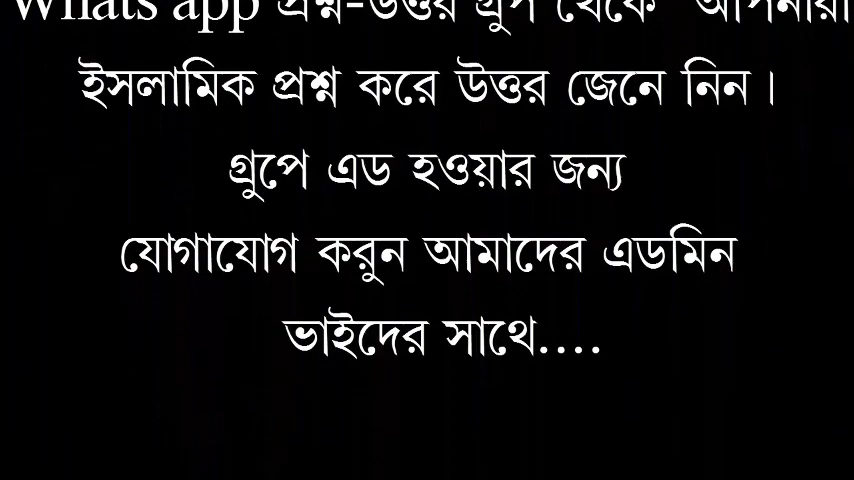 Whats app প্রশ্ন-উত্তর গ্রুপ থেকে আপনারা
ইসলামিক প্রশ্ন করে উত্তর জেনে নিন।
গ্রুপে এড হওয়ার জন্য
যোগাযোগ করুন আমাদের এডমিন
ভাইদের সাথে....